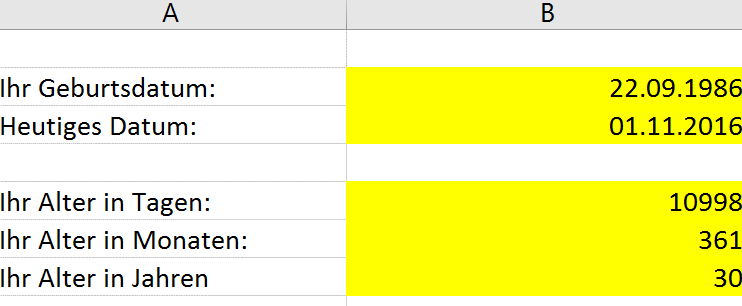 A B
Ihr Geburtsdatum: 22.09.1986
Heutiges Datum: 01.11.2016
Ihr Alter in Tagen: 10998
Ihr Alter in Monaten: 361
Ihr Alter in Jahren 30